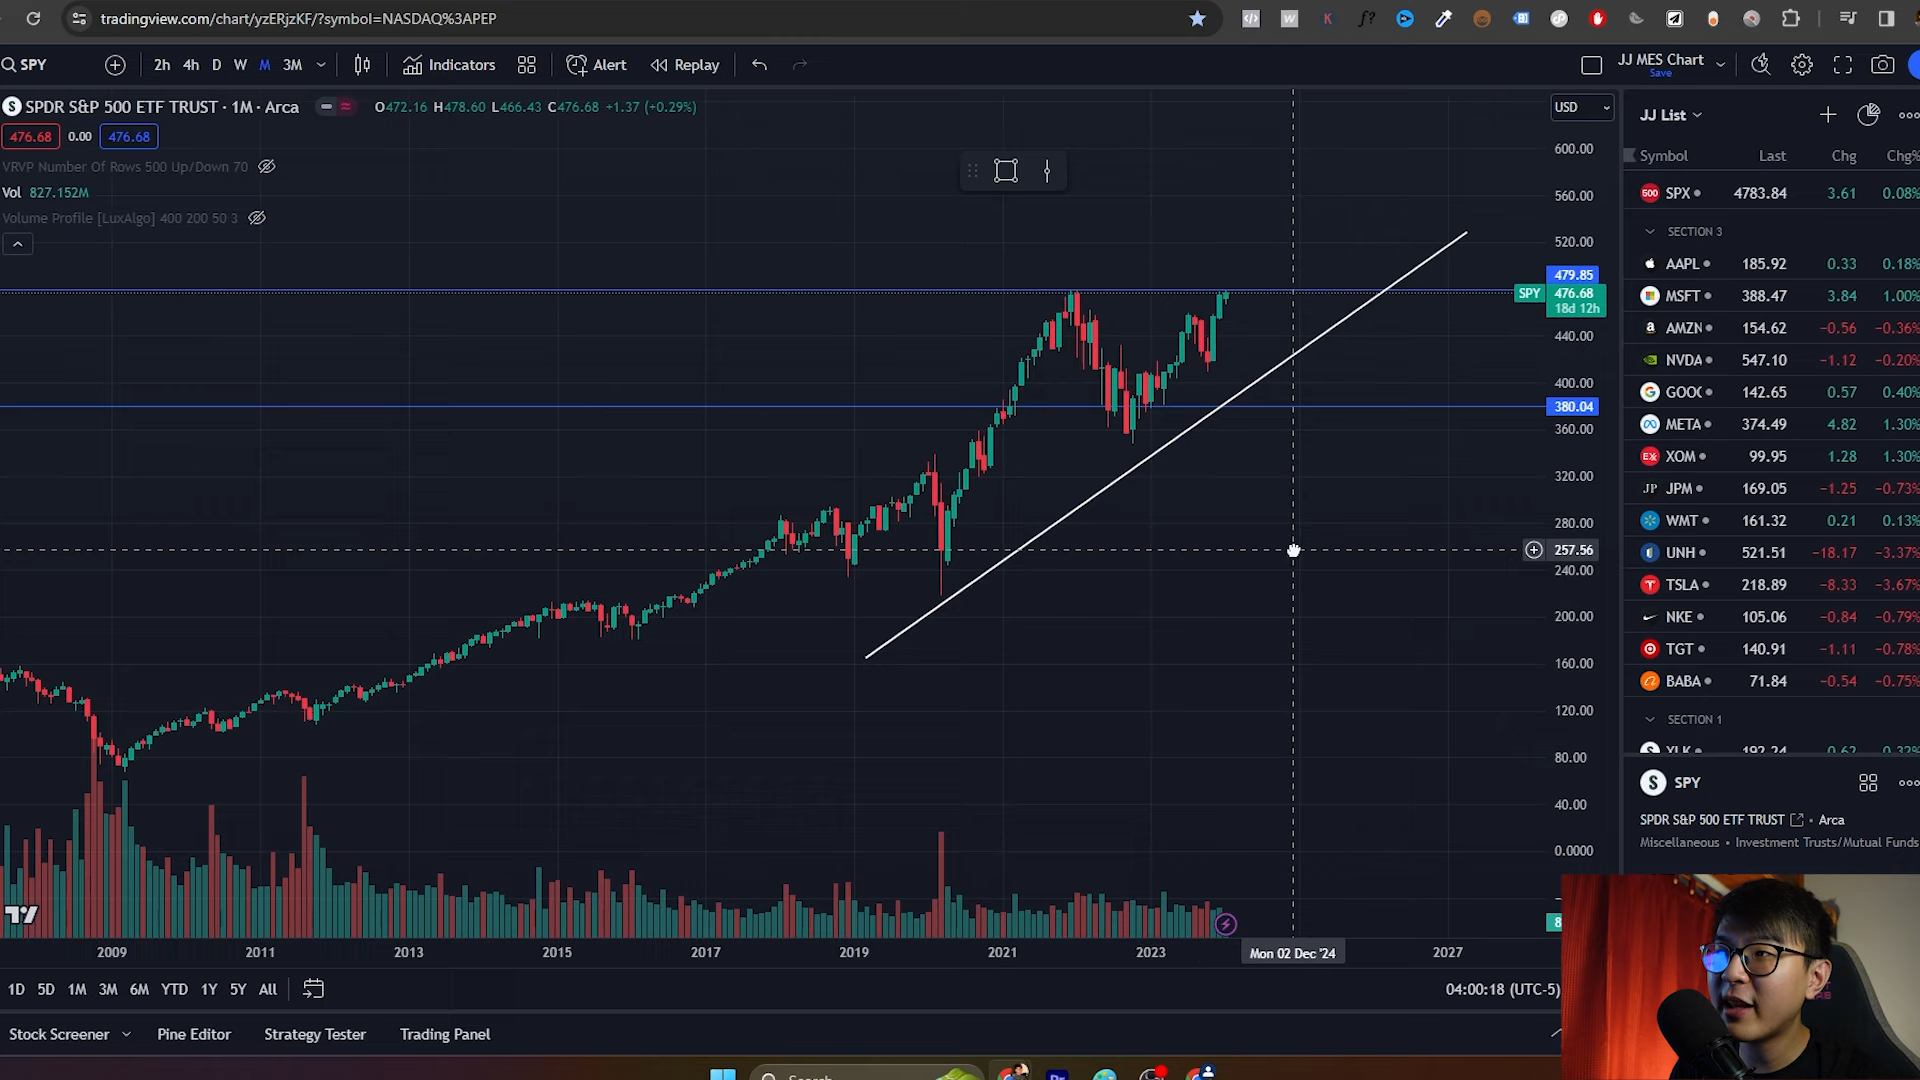 tradingview.com/chart/yzERjzKF/?symbol=NASDAQ%3APEP
SPY 2h 4h D W M 3M Indicators Alert Replay JJ MES Chart
Save
SPDR S&P 500 ETF TRUST · 1M · Arca O472.16 H478.60 L466.43 C476.68 +1.37 (+0.29%)
476.68 0.00 476.68
VRVP Number Of Rows 500 Up/Down 70
Vol 827.152M
Volume Profile [LuxAlgo] 400 200 50 3
USD
600.00
560.00
520.00
479.85
SPY 476.68
18d 12h
440.00
400.00
380.04
360.00
320.00
280.00
257.56
240.00
200.00
160.00
120.00
80.00
40.00
0.0000
8
2009 2011 2013 2015 2017 2019 2021 2023 Mon 02 Dec '24 2027
1D 5D 1M 3M 6M YTD 1Y 5Y All 04:00:18 (UTC-5)
Stock Screener Pine Editor Strategy Tester Trading Panel
Search
JJ List
Symbol Last Chg Chg%
500 SPX 4783.84 3.61 0.08%
SECTION 3
AAPL 185.92 0.33 0.18%
MSFT 388.47 3.84 1.00%
AMZN 154.62 −0.56 −0.36%
NVDA 547.10 −1.12 −0.20%
GOOG 142.65 0.57 0.40%
META 374.49 4.82 1.30%
XOM 99.95 1.28 1.30%
JPM 169.05 −1.25 −0.73%
WMT 161.32 0.21 0.13%
UNH 521.51 −18.17 −3.37%
TSLA 218.89 −8.33 −3.67%
NKE 105.06 −0.84 −0.79%
TGT 140.91 −1.11 −0.78%
BABA 71.84 −0.54 −0.75%
SECTION 1
XLK 192.24 0.62 0.32%
S SPY
SPDR S&P 500 ETF TRUST • Arca
Miscellaneous • Investment Trusts/Mutual Funds